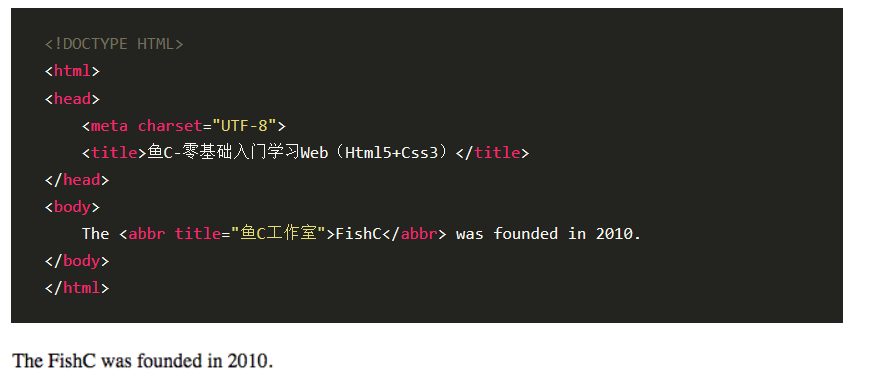 <!DOCTYPE HTML>
<html>
<head>
    <meta charset="UTF-8">
    <title>鱼C-零基础入门学习Web（Html5+Css3）</title>
</head>
<body>
    The <abbr title="鱼C工作室">FishC</abbr> was founded in 2010.
</body>
</html>
The FishC was founded in 2010.